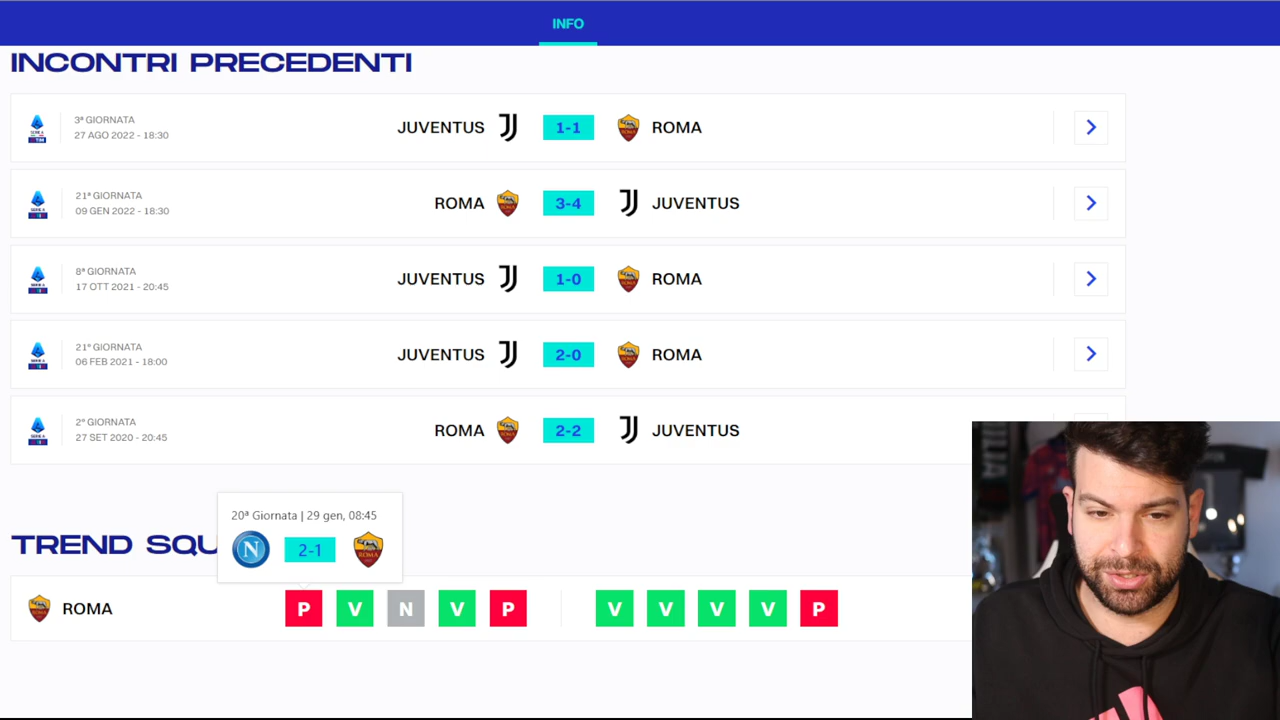 INFO
INCONTRI PRECEDENTI
3ª GIORNATA
27 AGO 2022 - 18:30
JUVENTUS 1-1 ROMA
21ª GIORNATA
09 GEN 2022 - 18:30
ROMA 3-4 JUVENTUS
8ª GIORNATA
17 OTT 2021 - 20:45
JUVENTUS 1-0 ROMA
21ª GIORNATA
06 FEB 2021 - 18:00
JUVENTUS 2-0 ROMA
2ª GIORNATA
27 SET 2020 - 20:45
ROMA 2-2 JUVENTUS
20ª Giornata | 29 gen, 08:45
N 2-1 ROMA
TREND SQU
ROMA P V N V P V V V V P